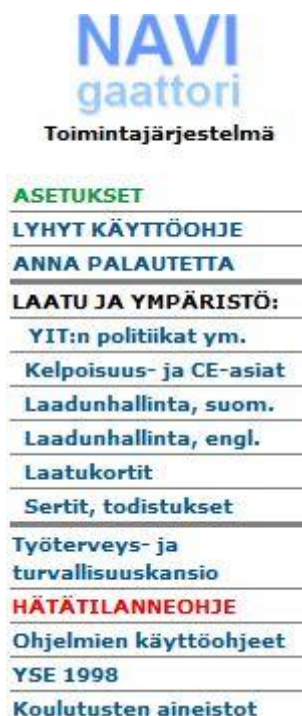 NAVI
gaattori
Toimintajärjestelmä
ASETUKSET
LYHYT KÄYTTÖOHJE
ANNA PALAUTETTA
LAATU JA YMPÄRISTÖ:
YIT:n politiikat ym.
Kelpoisuus- ja CE-asiat
Laadunhallinta, suom.
Laadunhallinta, engl.
Laatukortit
Sertit, todistukset
Työterveys- ja
turvallisuuskansio
HÄTÄTILANNEOHJE
Ohjelmien käyttöohjeet
YSE 1998
Koulutusten aineistot